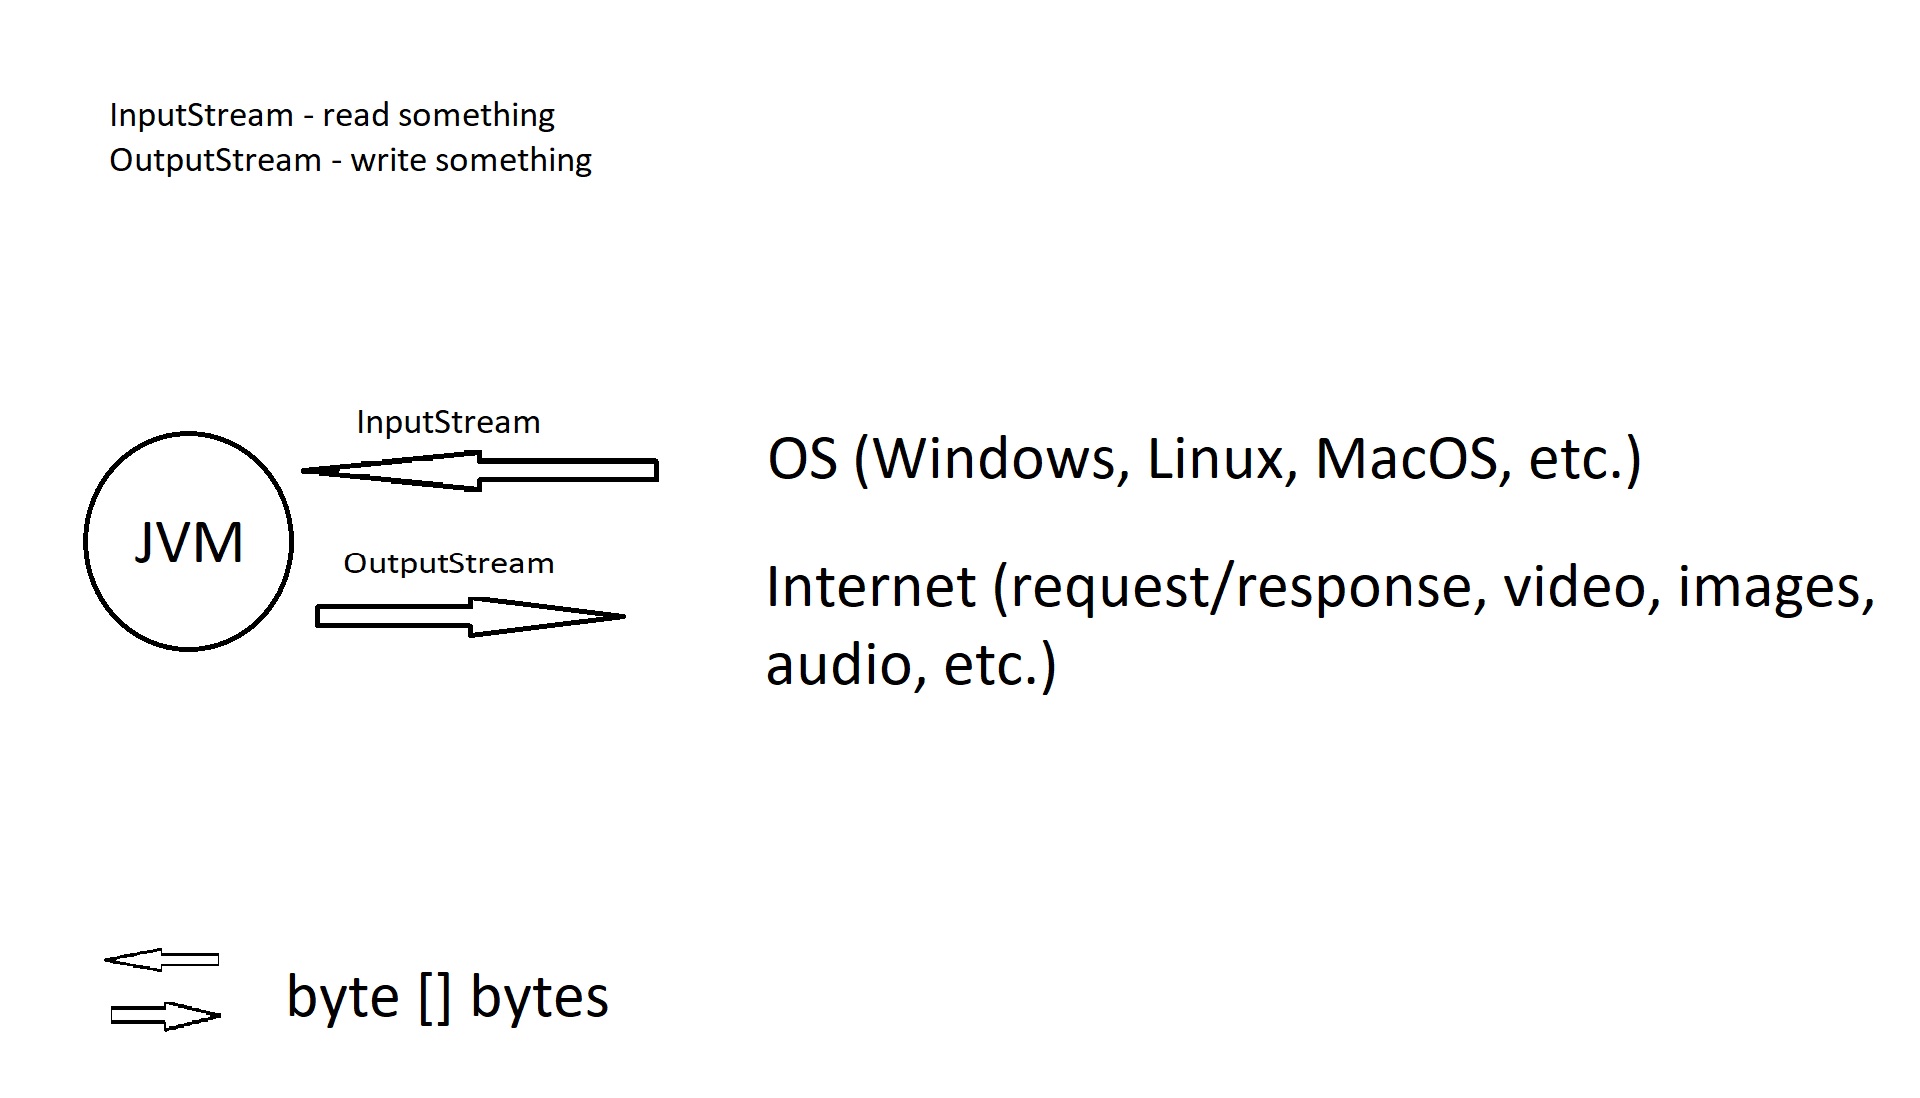 InputStream - read something
OutputStream - write something
InputStream
OS (Windows, Linux, MacOS, etc.)
JVM
OutputStream
Internet (request/response, video, images,
audio, etc.)
byte [] bytes